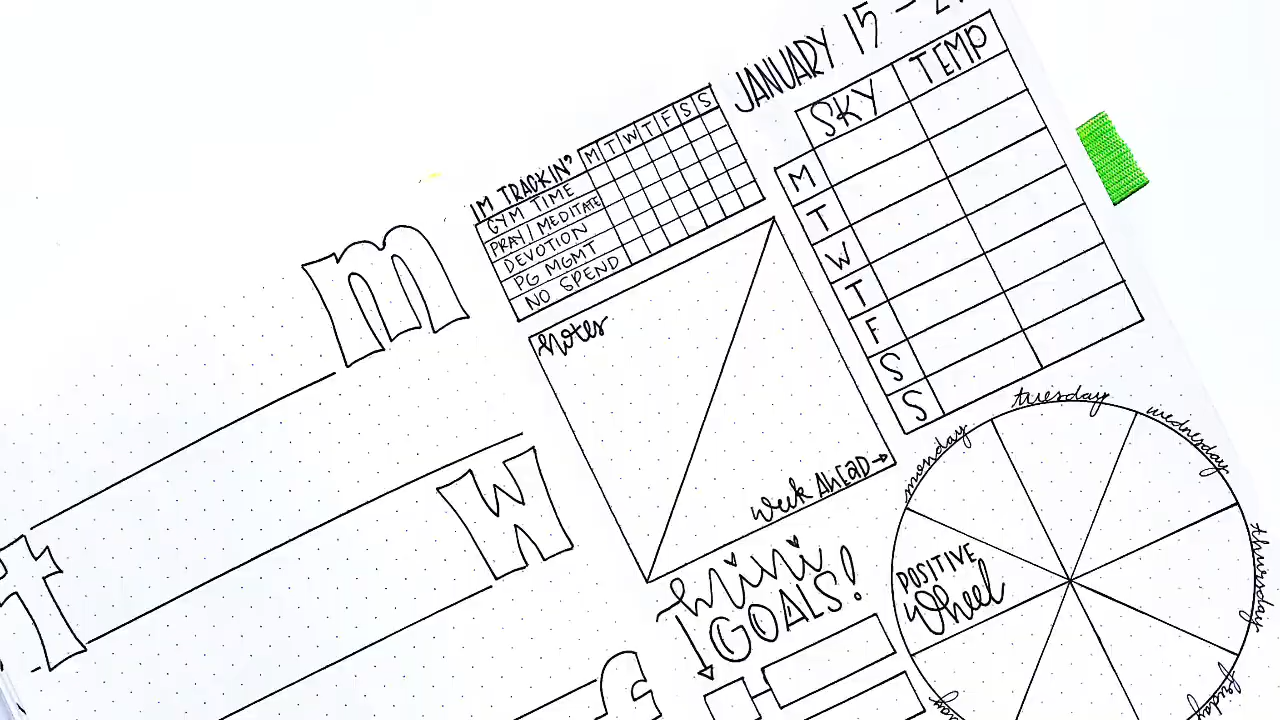 JANUARY 15 -
IM TRACKIN'
M T W T F S S
GYM TIME
PRAY/MEDITATE
DEVOTION
PG MGMT
NO SPEND
SKY TEMP
M
T
W
T
F
S
S
m
t
w
f
notes
week AHEAD →
mini
GOALS!
POSITIVE
wheel
monday
tuesday
wednesday
thursday
friday